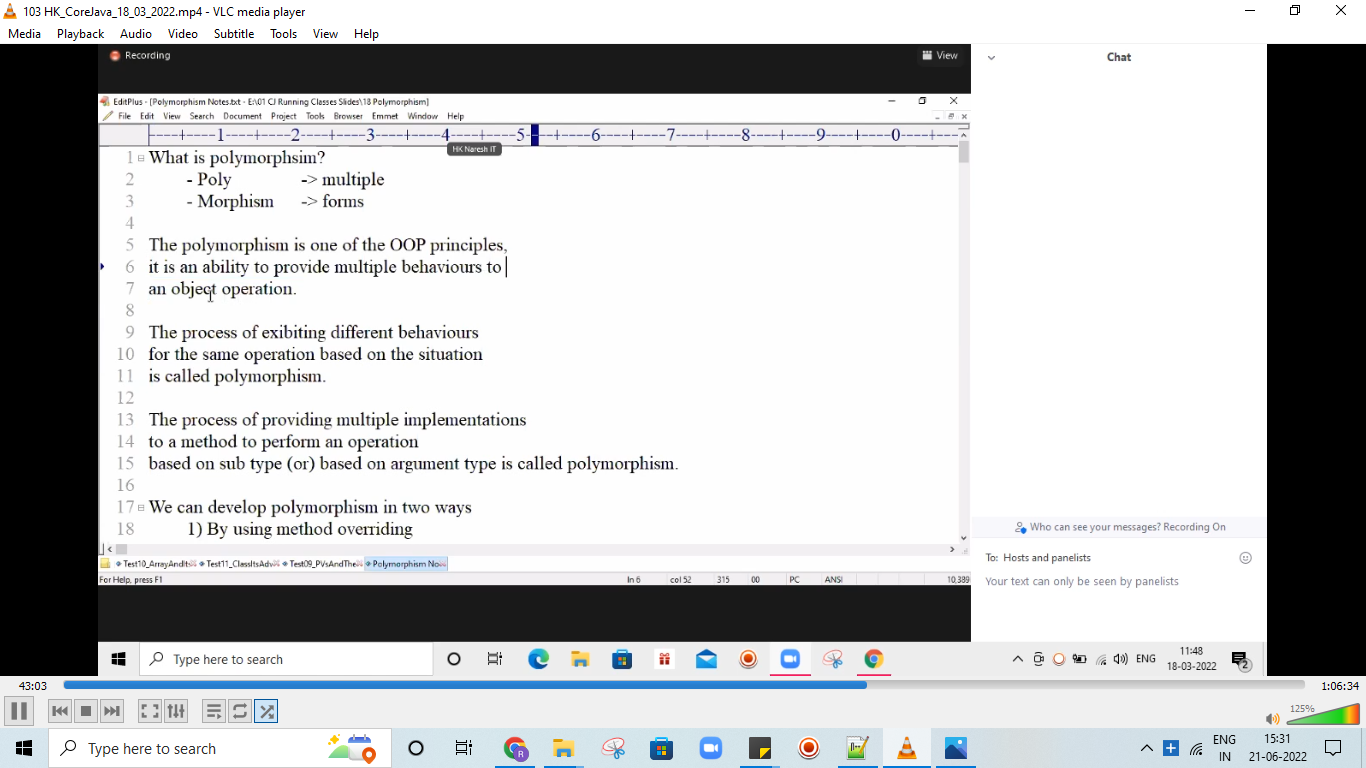 103 HK_CoreJava_18_03_2022.mp4 - VLC media player
Media Playback Audio Video Subtitle Tools View Help
Recording
View
Chat
EditPlus - [Polymorphism Notes.txt - E:\01 CJ Running Classes Slides\18 Polymorphism]
File Edit View Search Document Project Tools Browser Emmet Window Help
----+----1----+----2----+----3----+----4----+----5----+----6----+----7----+----8----+----9----+----0----+--
HK Naresh IT
1 What is polymorphsim?
2 - Poly -> multiple
3 - Morphism -> forms
4
5 The polymorphism is one of the OOP principles,
6 it is an ability to provide multiple behaviours to
7 an object operation.
8
9 The process of exibiting different behaviours
10 for the same operation based on the situation
11 is called polymorphism.
12
13 The process of providing multiple implementations
14 to a method to perform an operation
15 based on sub type (or) based on argument type is called polymorphism.
16
17 We can develop polymorphism in two ways
18 1) By using method overriding
Test10_ArrayAndIts Test11_ClassItsAdv Test09_PVsAndThe Polymorphism No
For Help, press F1 ln 6 col 52 315 00 PC ANSI 10,389
Who can see your messages? Recording On
To: Hosts and panelists
Your text can only be seen by panelists
Type here to search
ENG
11:48
18-03-2022
2
43:03
1:06:34
125%
Type here to search
R
ENG
IN
15:31
21-06-2022